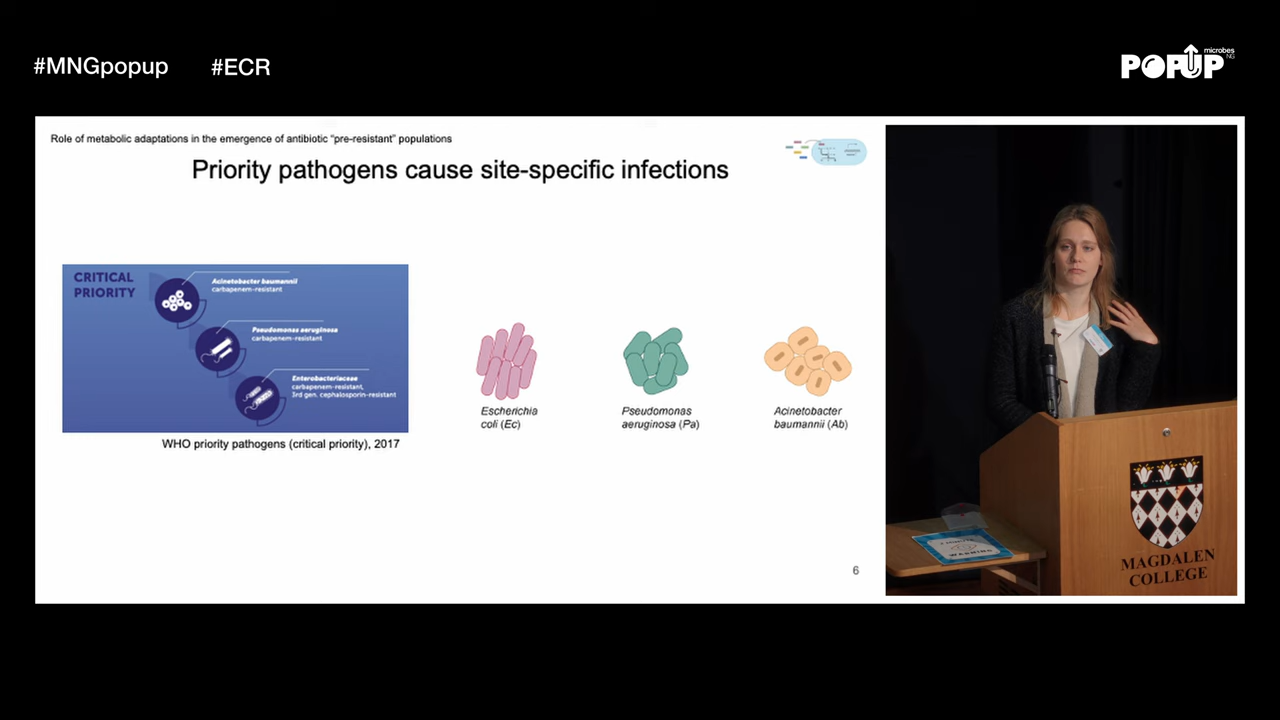 #MNGpopup #ECR
POPUP microbes NG
Role of metabolic adaptations in the emergence of antibiotic “pre-resistant” populations
Priority pathogens cause site-specific infections
CRITICAL
PRIORITY
Acinetobacter baumannii
carbapenem-resistant
Pseudomonas aeruginosa
carbapenem-resistant
Enterobacteriaceae
carbapenem-resistant,
3rd gen. cephalosporin-resistant
WHO priority pathogens (critical priority), 2017
Escherichia
coli (Ec)
Pseudomonas
aeruginosa (Pa)
Acinetobacter
baumannii (Ab)
6
WARNING
MAGDALEN
COLLEGE